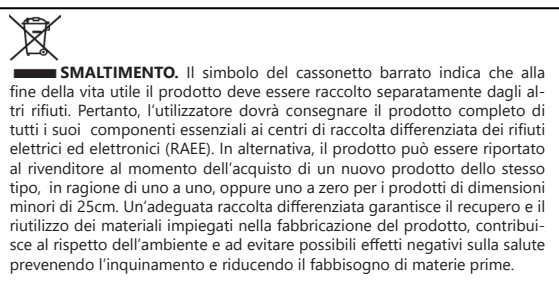 SMALTIMENTO. Il simbolo del cassonetto barrato indica che alla
fine della vita utile il prodotto deve essere raccolto separatamente dagli al-
tri rifiuti. Pertanto, l'utilizzatore dovrà consegnare il prodotto completo di
tutti i suoi  componenti essenziali ai centri di raccolta differenziata dei rifiuti
elettrici ed elettronici (RAEE). In alternativa, il prodotto può essere riportato
al rivenditore al momento dell'acquisto di un nuovo prodotto dello stesso
tipo,  in ragione di uno a uno, oppure uno a zero per i prodotti di dimensioni
minori di 25cm. Un'adeguata raccolta differenziata garantisce il recupero e il
riutilizzo dei materiali impiegati nella fabbricazione del prodotto, contribui-
sce al rispetto dell'ambiente e ad evitare possibili effetti negativi sulla salute
prevenendo l'inquinamento e riducendo il fabbisogno di materie prime.